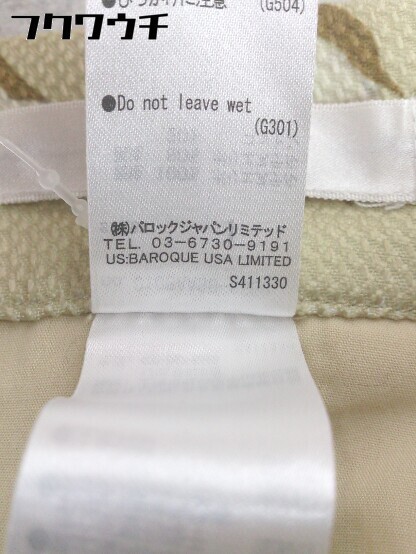 フクワウチ
(G504)
●Do not leave wet
(G301)
㈱バロックジャパンリミテッド
TEL. 03-6730-9191
US:BAROQUE USA LIMITED
S411330